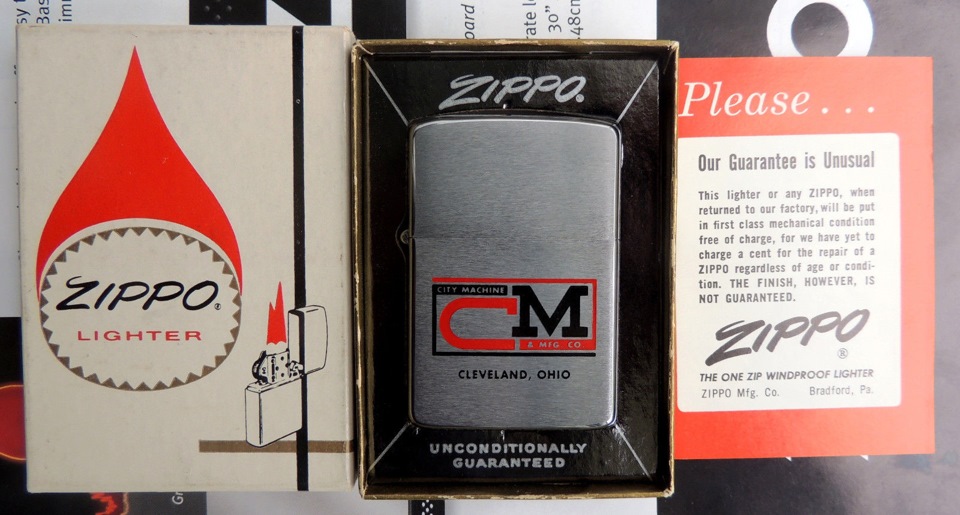 ZIPPO®
LIGHTER
ZIPPO®
CITY MACHINE
CM
& MFG. CO.
CLEVELAND, OHIO
UNCONDITIONALLY
GUARANTEED
Please...
Our Guarantee is Unusual
This lighter or any ZIPPO, when
returned to our factory, will be put
in first class mechanical condition
free of charge, for we have yet to
charge a cent for the repair of a
ZIPPO regardless of age or condi-
tion. THE FINISH, HOWEVER, IS
NOT GUARANTEED.
ZIPPO®
THE ONE ZIP WINDPROOF LIGHTER
ZIPPO Mfg. Co. Bradford, Pa.
30"